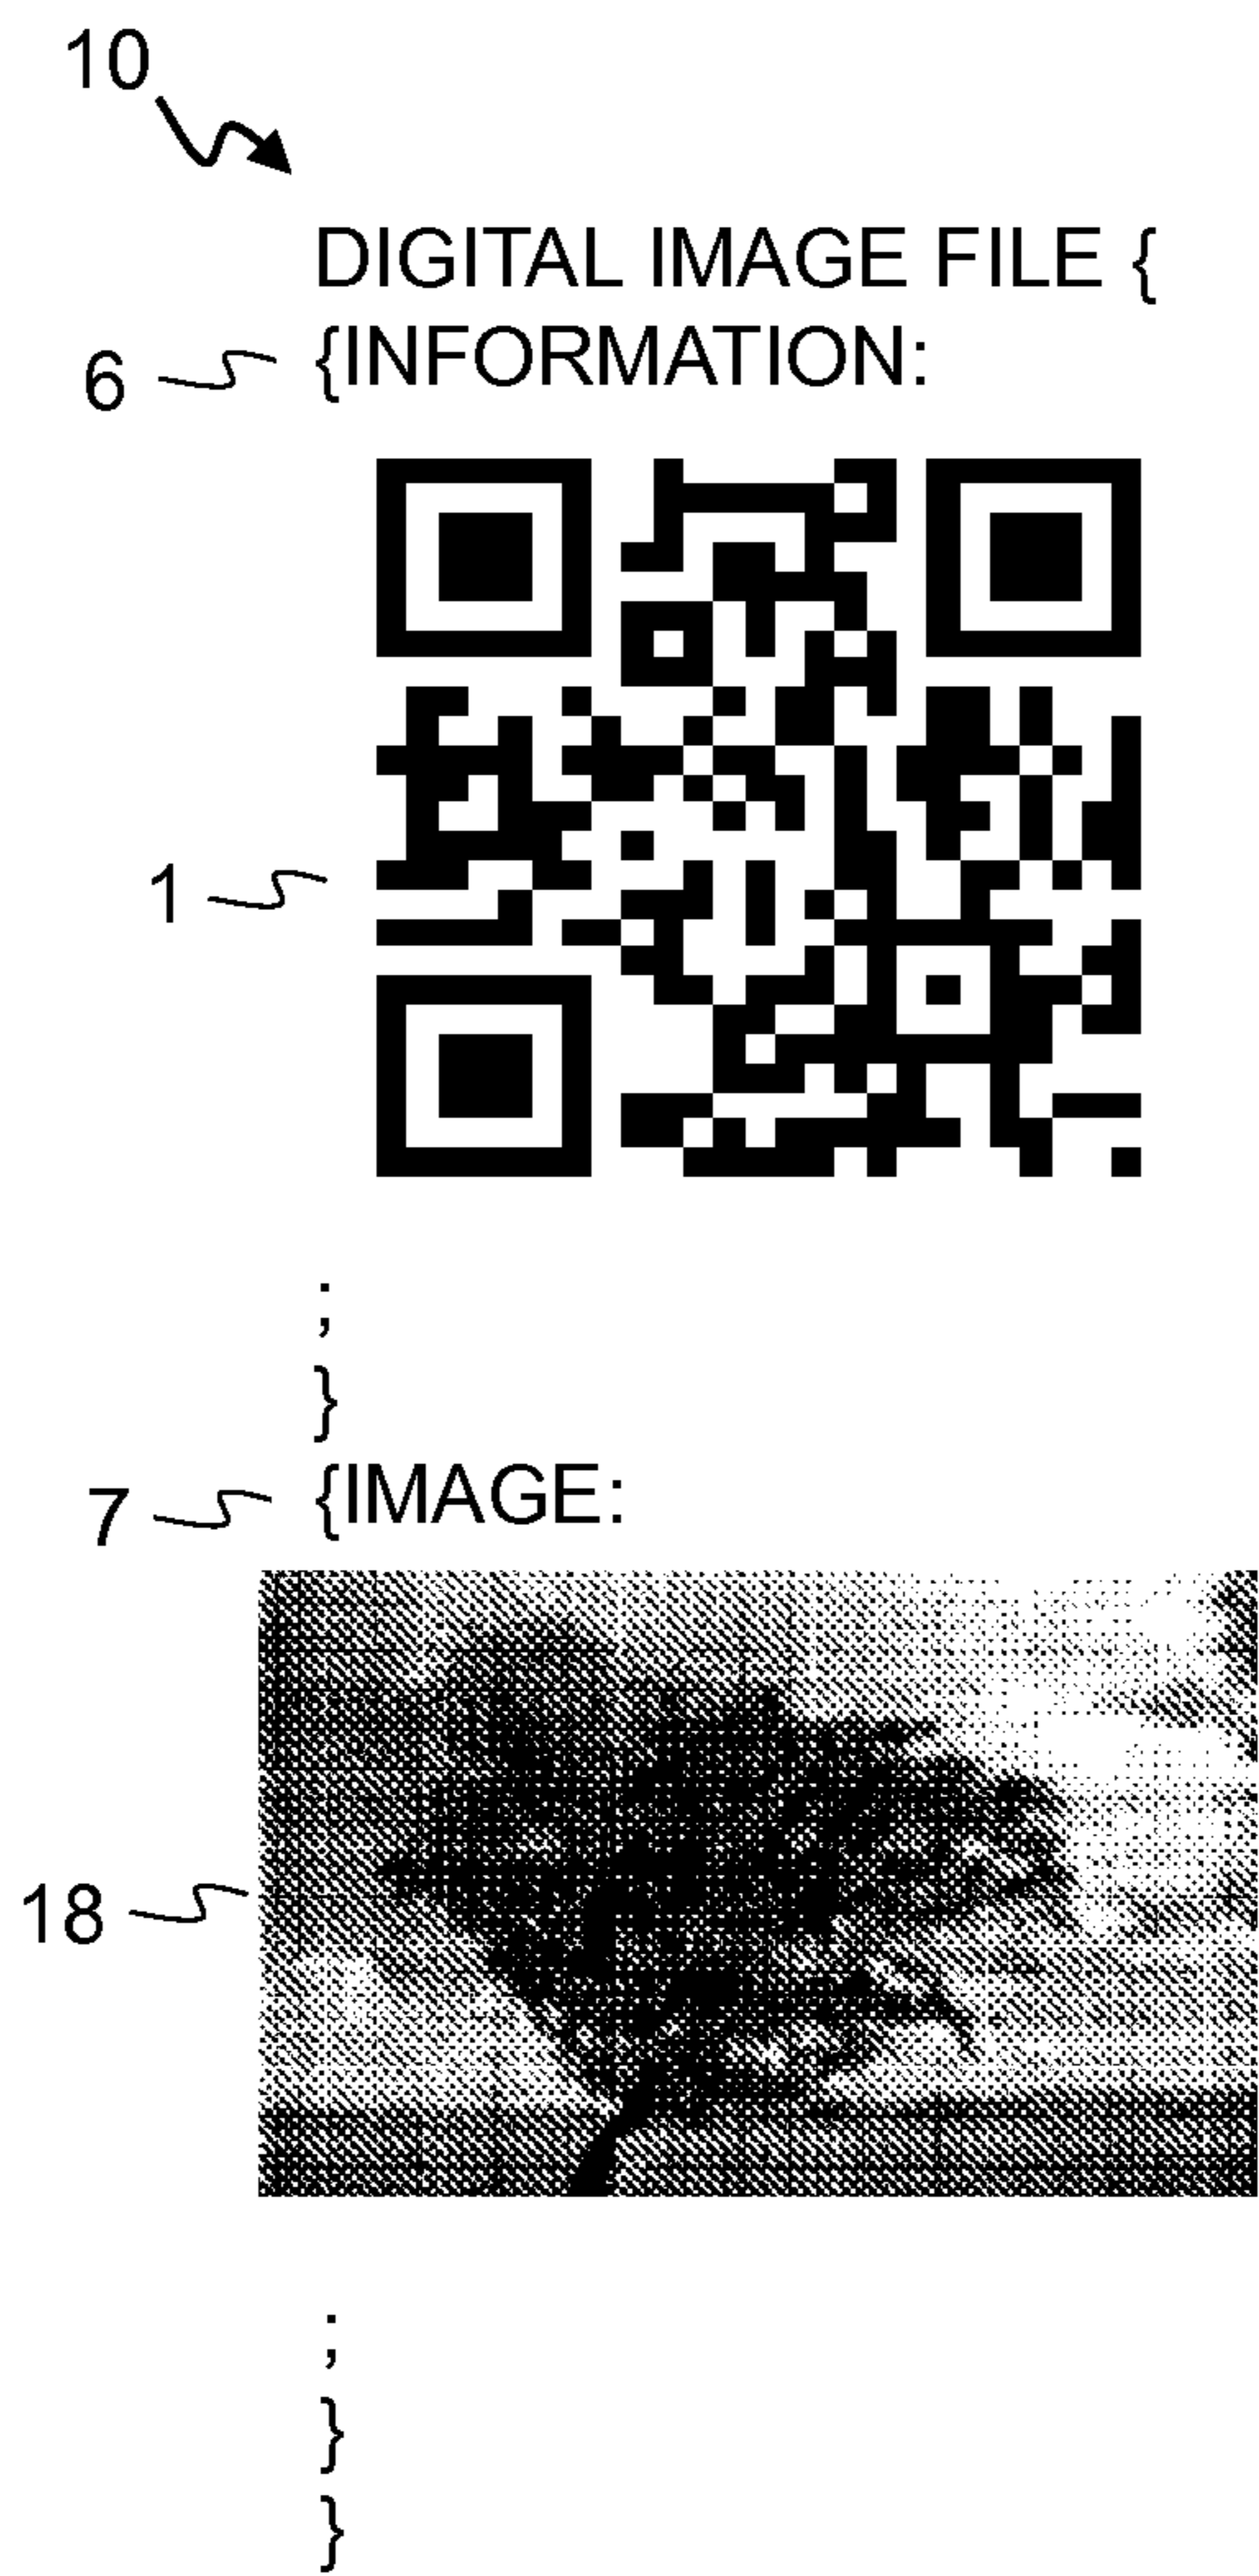 10
DIGITAL IMAGE FILE {
6 {INFORMATION:
1
;
}
7 {IMAGE:
18
;
}
}